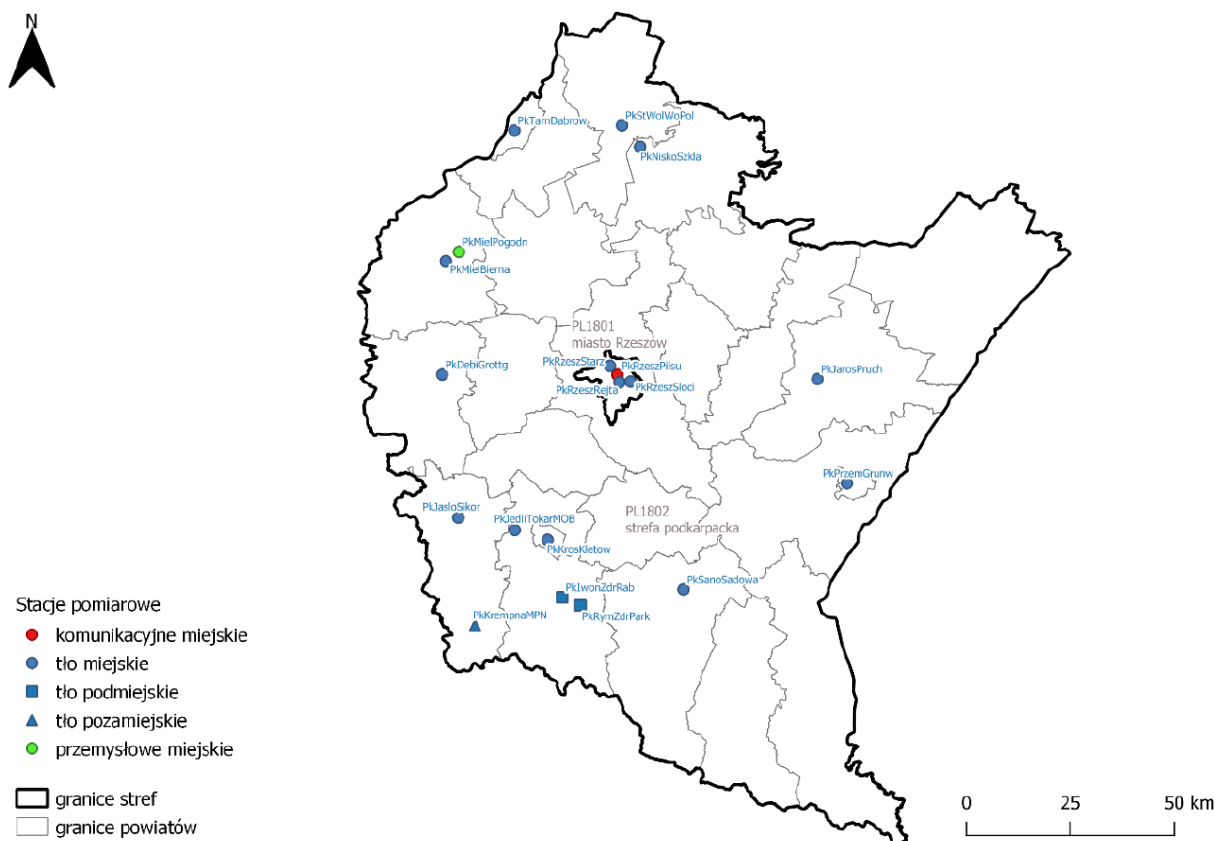 N
PkTarnDabrow
PkStWolWoPol
PkNiskoSzkla
PkMielPogodn
PkMielBierna
PL1801
miasto Rzeszów
PkRzeszStarz
PkRzeszPilsu
PkDebiGrottg
PkRzeszRejta
PkRzeszSloci
PkJarosPruch
PkPrzemGrunw
PkJasloSikor
PkJedliTokarMOB
PL1802
strefa podkarpacka
PkKrosKletow
PkIwonZdrRab
PkSanoSadowa
PkRymZdrPark
PkKrempnaMPN
Stacje pomiarowe
komunikacyjne miejskie
tło miejskie
tło podmiejskie
tło pozamiejskie
przemysłowe miejskie
granice stref
granice powiatów
0 25 50 km